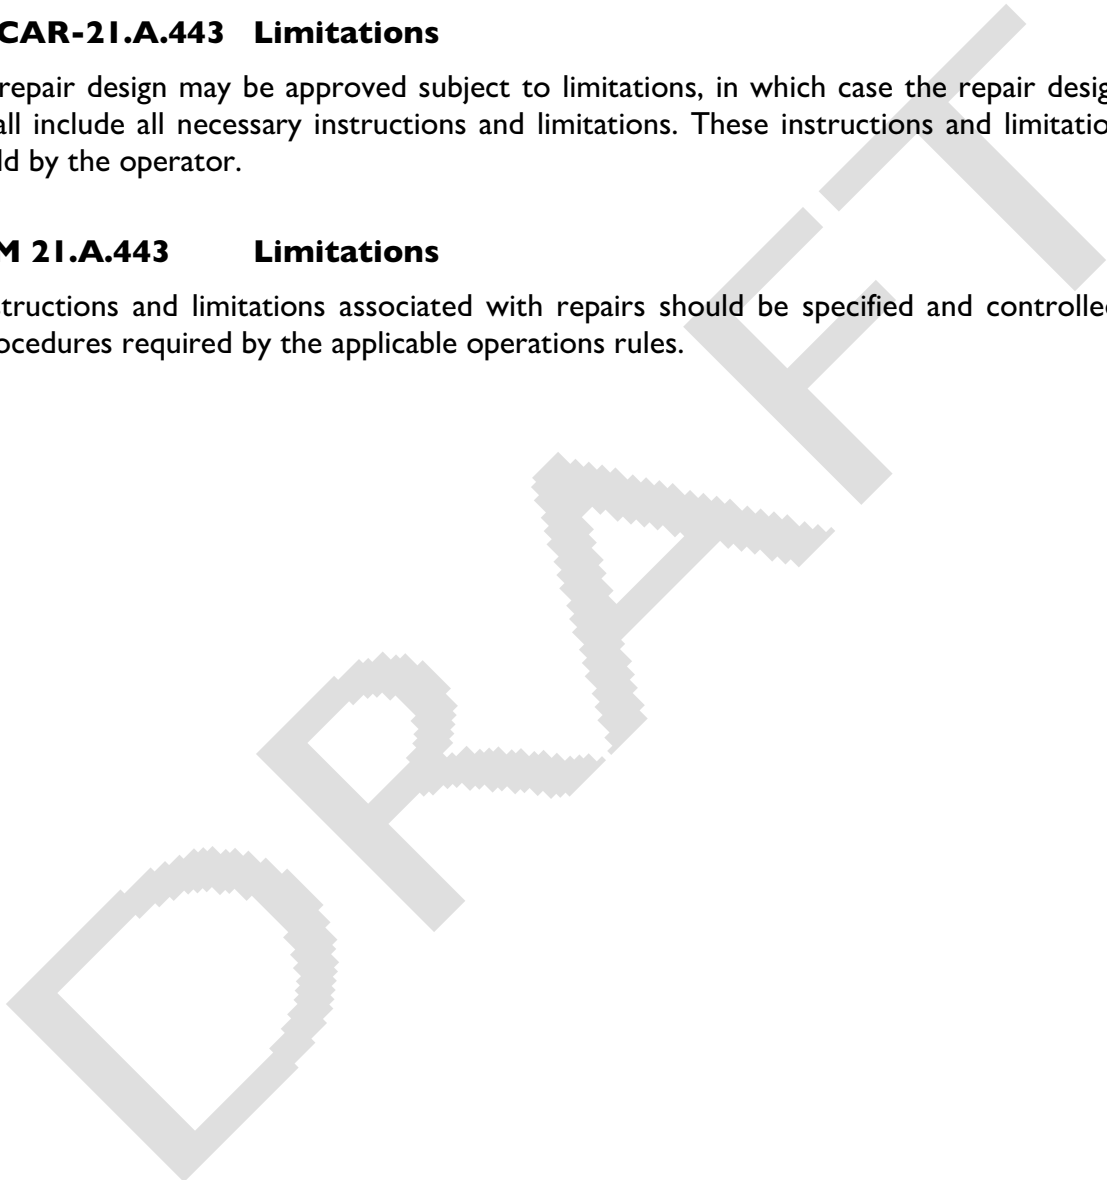 CAR-21.A.443 Limitations
repair design may be approved subject to limitations, in which case the repair desig
all include all necessary instructions and limitations. These instructions and limitatio
ld by the operator.
M 21.A.443 Limitations
structions and limitations associated with repairs should be specified and controlled
ocedures required by the applicable operations rules.
DRAFT